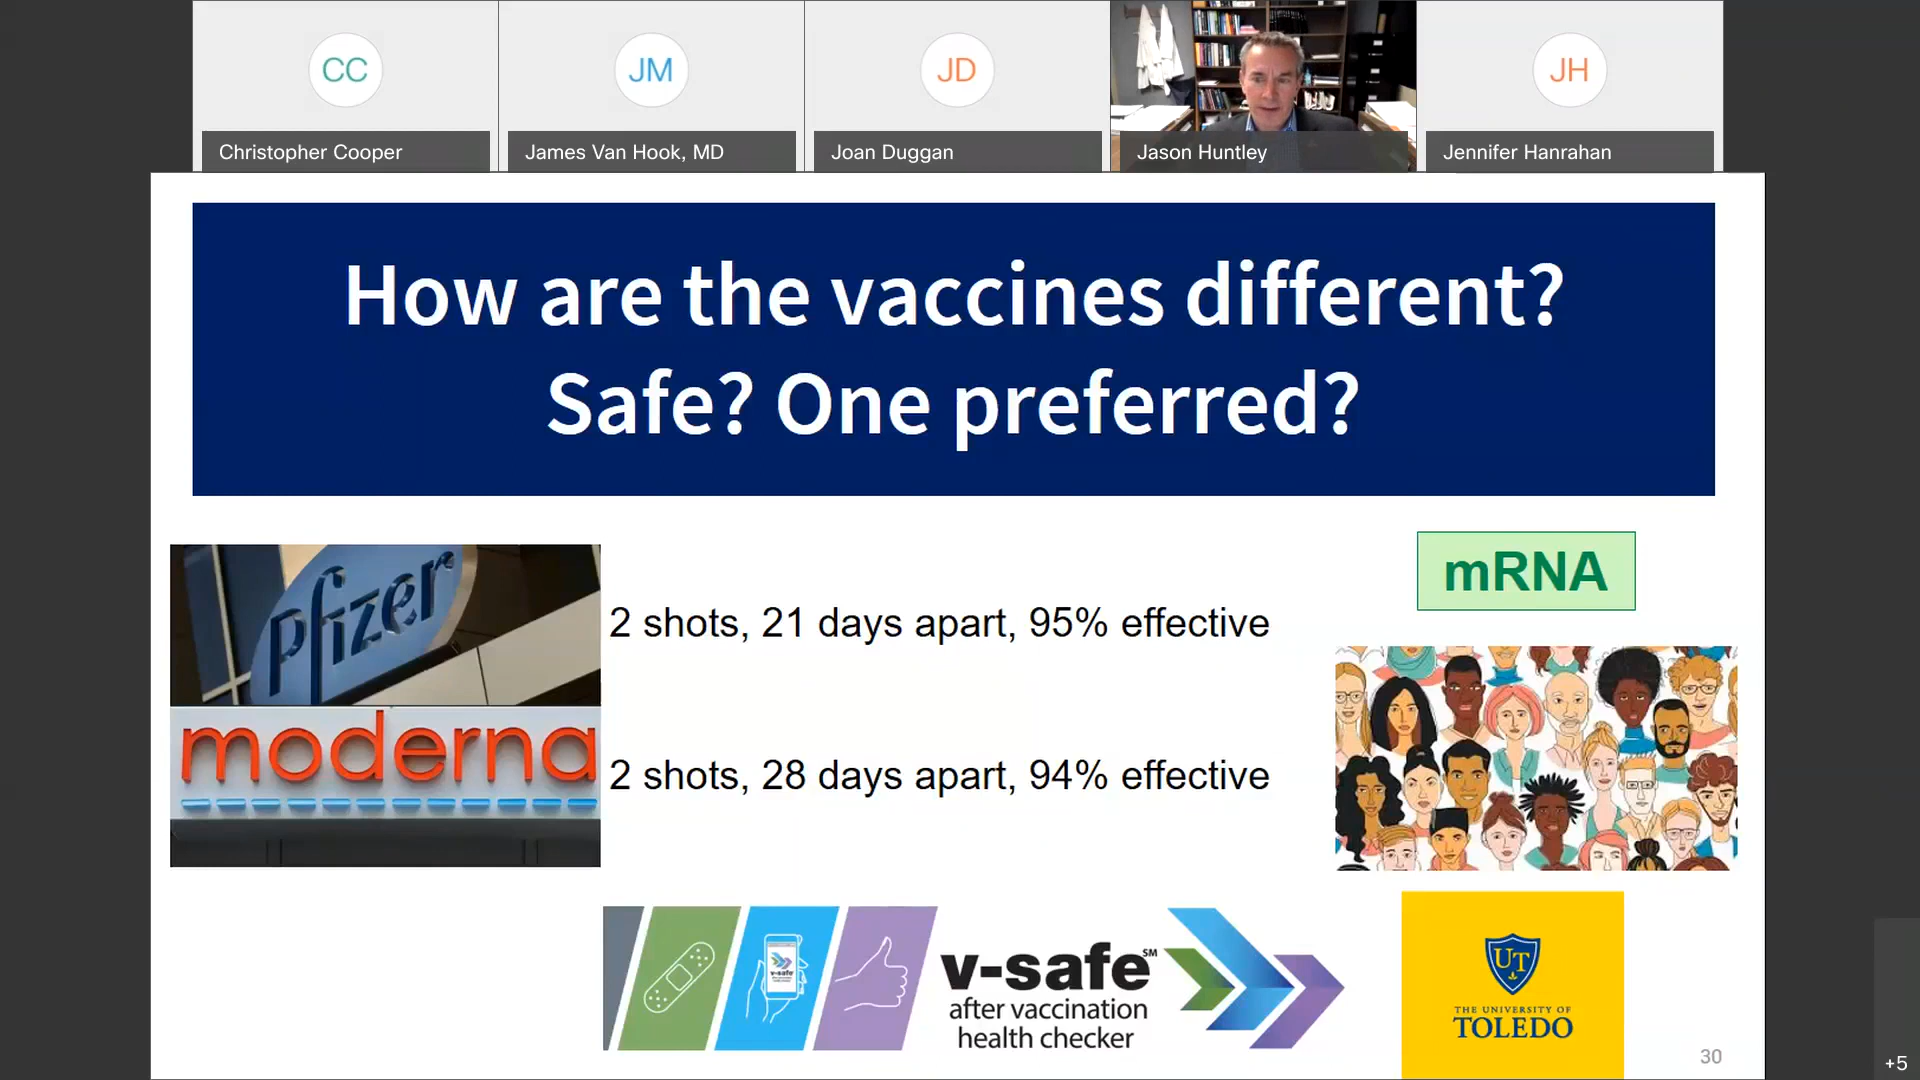 CC
JM
JD
JH
Christopher Cooper
James Van Hook, MD
Joan Duggan
Jason Huntley
Jennifer Hanrahan
How are the vaccines different?
Safe? One preferred?
Pfizer
mRNA
2 shots, 21 days apart, 95% effective
moderna
2 shots, 28 days apart, 94% effective
v-safe
v-safe℠
after vaccination
health checker
UT
THE UNIVERSITY OF
TOLEDO
30
+5